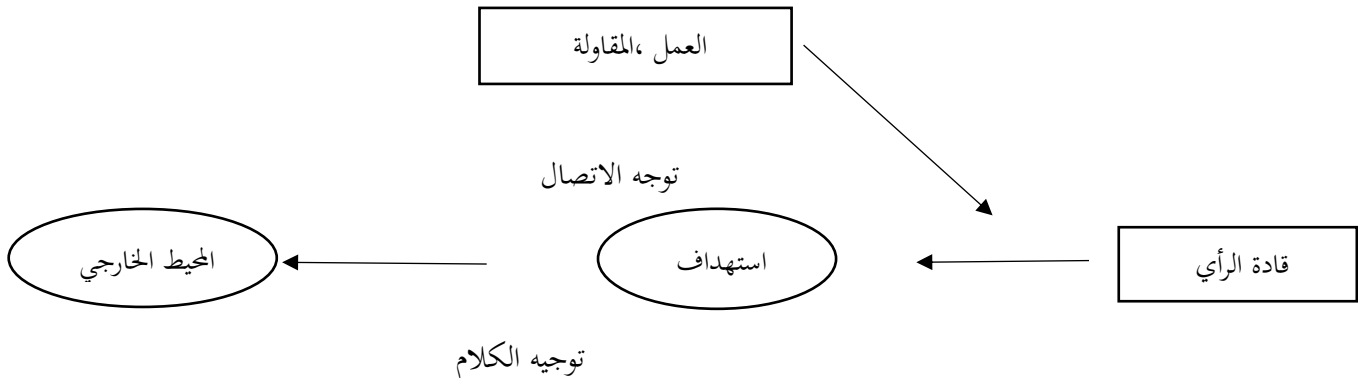 العمل ،المقاولة
توجه الاتصال
قادة الرأي
استهداف
المحيط الخارجي
توجيه الكلام